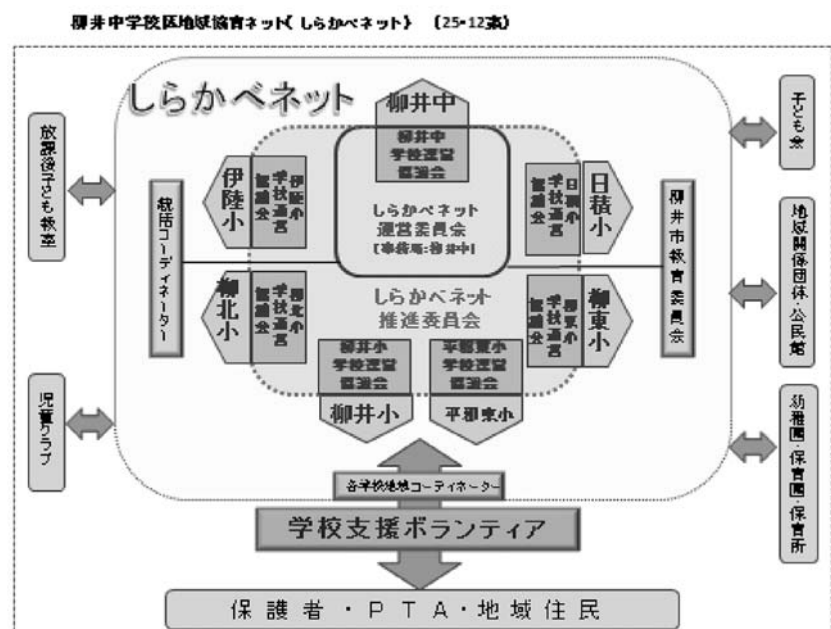 柳井中学校区地域協育ネット(しらかべネット) (25・12素)
しらかべネット
柳井中
柳井中
学校運営
協議会
しらかべネット
運営委員会
(事務局:柳井中)
しらかべネット
推進委員会
伊陸小
伊陸小
学校運営
協議会
日積小
日積小
学校運営
協議会
柳北小
柳北小
学校運営
協議会
柳東小
柳東小
学校運営
協議会
柳井小
学校運営
協議会
柳井小
平郡東小
学校運営
協議会
平郡東小
統括コーディネーター
柳井市教育委員会
放課後子ども教室
児童クラブ
子ども会
地域関係団体・公民館
幼稚園・保育園・保育所
各学校地域コーディネーター
学校支援ボランティア
保護者・PTA・地域住民